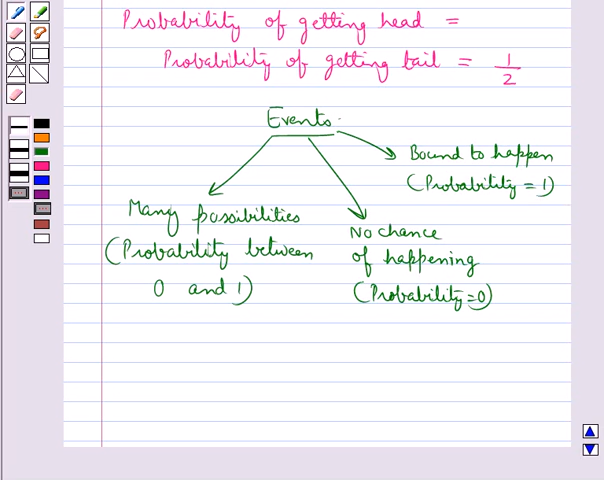 Probability of getting head =
Probability of getting tail = 1/2
Events
Bound to happen
(Probability = 1)
Many possibilities
(Probability between
0 and 1)
No chance
of happening
(Probability = 0)